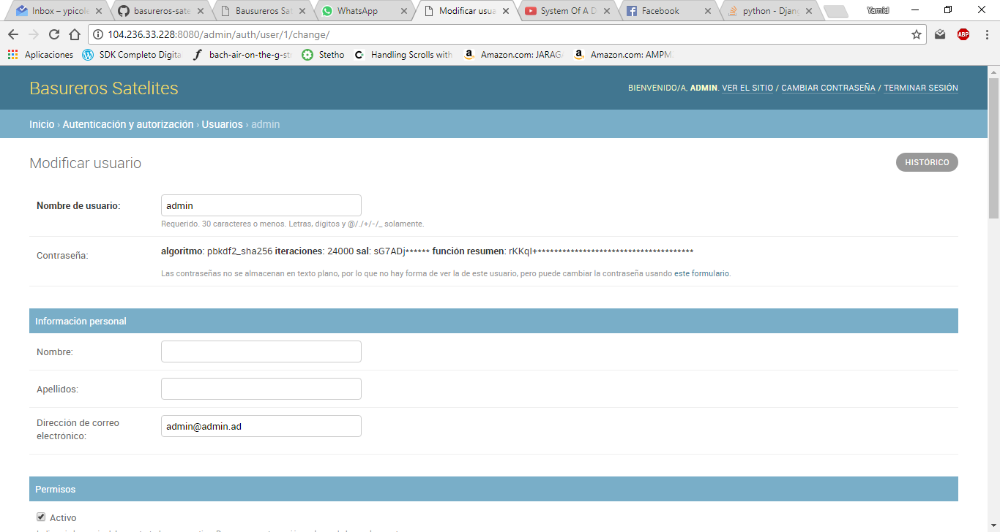 Inbox – ypicole
basureros-sate
Bausureros Sat
WhatsApp
Modificar usua
System Of A D
Facebook
python - Djang
Yamid
104.236.33.228:8080/admin/auth/user/1/change/
ABP
Aplicaciones
SDK Completo Digita
bach-air-on-the-g-st
Stetho
Handling Scrolls with
Amazon.com: JARAGA
Amazon.com: AMPM
Basureros Satelites
BIENVENIDO/A, ADMIN. VER EL SITIO / CAMBIAR CONTRASEÑA / TERMINAR SESIÓN
Inicio › Autenticación y autorización › Usuarios › admin
Modificar usuario
HISTÓRICO
Nombre de usuario:
admin
Requerido. 30 caracteres o menos. Letras, dígitos y @/./+/-/_ solamente.
Contraseña:
algoritmo: pbkdf2_sha256 iteraciones: 24000 sal: sG7ADj****** función resumen: rKKqI+**************************************
Las contraseñas no se almacenan en texto plano, por lo que no hay forma de ver la de este usuario, pero puede cambiar la contraseña usando este formulario.
Información personal
Nombre:
Apellidos:
Dirección de correo
electrónico:
admin@admin.ad
Permisos
Activo